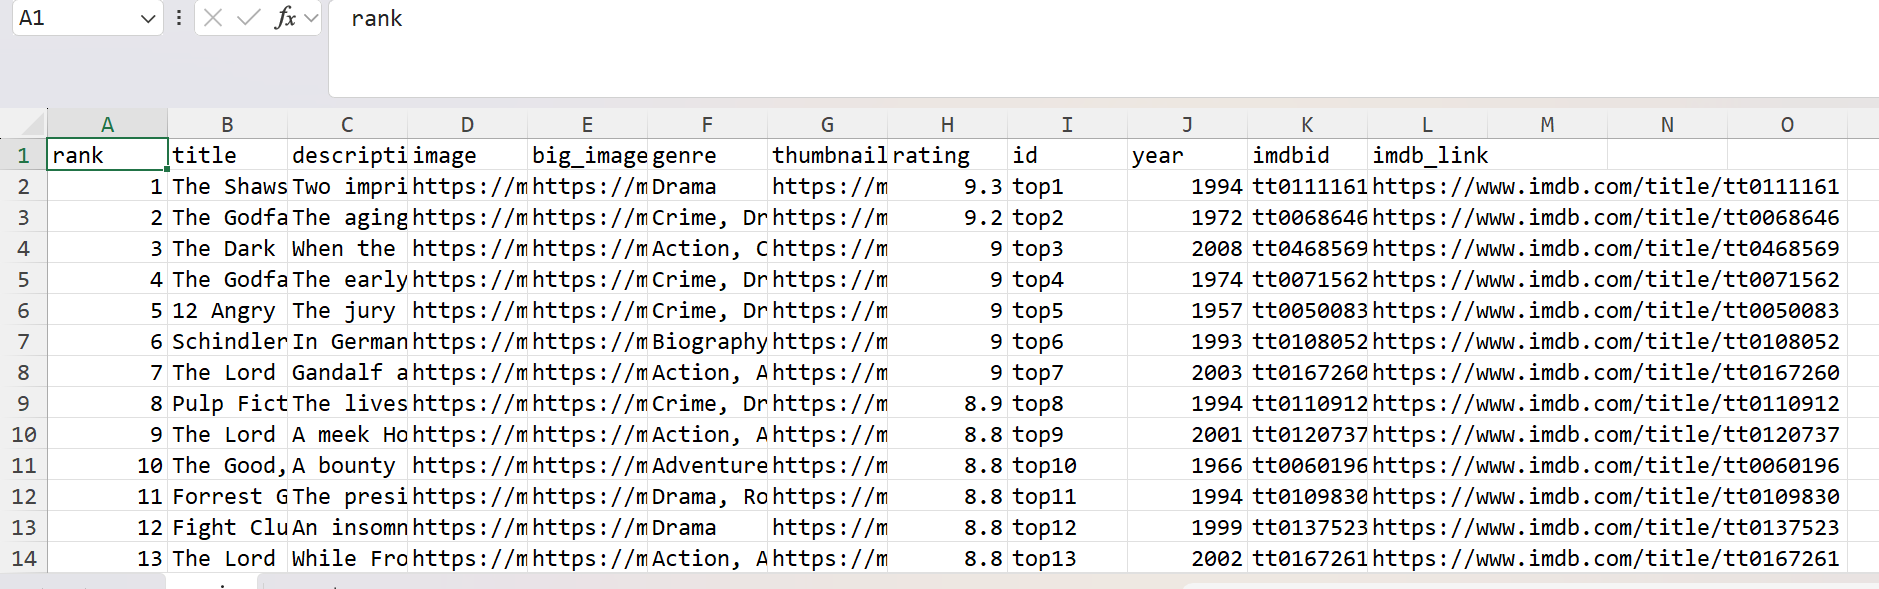 A1 fx rank
A B C D E F G H I J K L M N O
1 rank title descripti image big_image genre thumbnail rating id year imdbid imdb_link
2 1 The Shaws Two impri https://m https://m Drama https://m 9.3 top1 1994 tt0111161 https://www.imdb.com/title/tt0111161
3 2 The Godfa The aging https://m https://m Crime, Dr https://m 9.2 top2 1972 tt0068646 https://www.imdb.com/title/tt0068646
4 3 The Dark When the https://m https://m Action, C https://m 9 top3 2008 tt0468569 https://www.imdb.com/title/tt0468569
5 4 The Godfa The early https://m https://m Crime, Dr https://m 9 top4 1974 tt0071562 https://www.imdb.com/title/tt0071562
6 5 12 Angry The jury https://m https://m Crime, Dr https://m 9 top5 1957 tt0050083 https://www.imdb.com/title/tt0050083
7 6 Schindler In German https://m https://m Biography https://m 9 top6 1993 tt0108052 https://www.imdb.com/title/tt0108052
8 7 The Lord Gandalf a https://m https://m Action, A https://m 9 top7 2003 tt0167260 https://www.imdb.com/title/tt0167260
9 8 Pulp Fict The lives https://m https://m Crime, Dr https://m 8.9 top8 1994 tt0110912 https://www.imdb.com/title/tt0110912
10 9 The Lord A meek Ho https://m https://m Action, A https://m 8.8 top9 2001 tt0120737 https://www.imdb.com/title/tt0120737
11 10 The Good, A bounty https://m https://m Adventure https://m 8.8 top10 1966 tt0060196 https://www.imdb.com/title/tt0060196
12 11 Forrest G The presi https://m https://m Drama, Ro https://m 8.8 top11 1994 tt0109830 https://www.imdb.com/title/tt0109830
13 12 Fight Clu An insomn https://m https://m Drama https://m 8.8 top12 1999 tt0137523 https://www.imdb.com/title/tt0137523
14 13 The Lord While Fro https://m https://m Action, A https://m 8.8 top13 2002 tt0167261 https://www.imdb.com/title/tt0167261